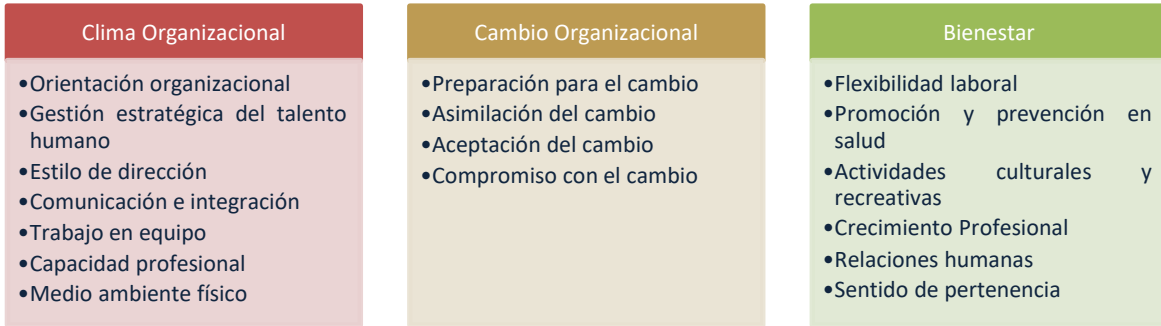 Clima Organizacional
•Orientación organizacional
•Gestión estratégica del talento
humano
•Estilo de dirección
•Comunicación e integración
•Trabajo en equipo
•Capacidad profesional
•Medio ambiente físico
Cambio Organizacional
•Preparación para el cambio
•Asimilación del cambio
•Aceptación del cambio
•Compromiso con el cambio
Bienestar
•Flexibilidad laboral
•Promoción y prevención en
salud
•Actividades culturales y
recreativas
•Crecimiento Profesional
•Relaciones humanas
•Sentido de pertenencia